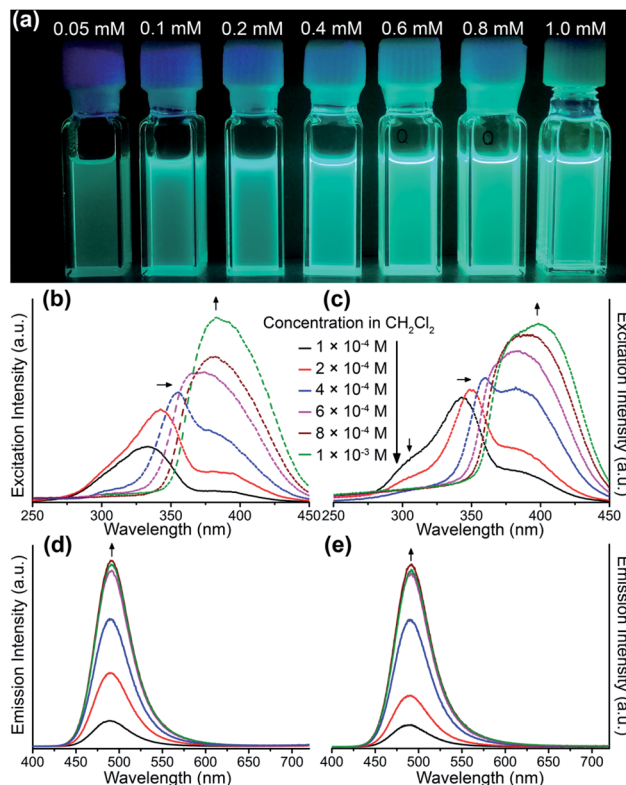 (a)
0.05 mM 0.1 mM 0.2 mM 0.4 mM 0.6 mM 0.8 mM 1.0 mM
Q Q
(b) (c)
Concentration in CH₂Cl₂
1 × 10⁻⁴ M
2 × 10⁻⁴ M
4 × 10⁻⁴ M
6 × 10⁻⁴ M
8 × 10⁻⁴ M
1 × 10⁻³ M
Excitation Intensity (a.u.)
Excitation Intensity (a.u.)
250 300 350 400 450
250 300 350 400 450
Wavelength (nm) Wavelength (nm)
(d) (e)
Emission Intensity (a.u.)
Emission Intensity (a.u.)
400 450 500 550 600 650 700
400 450 500 550 600 650 700
Wavelength (nm) Wavelength (nm)